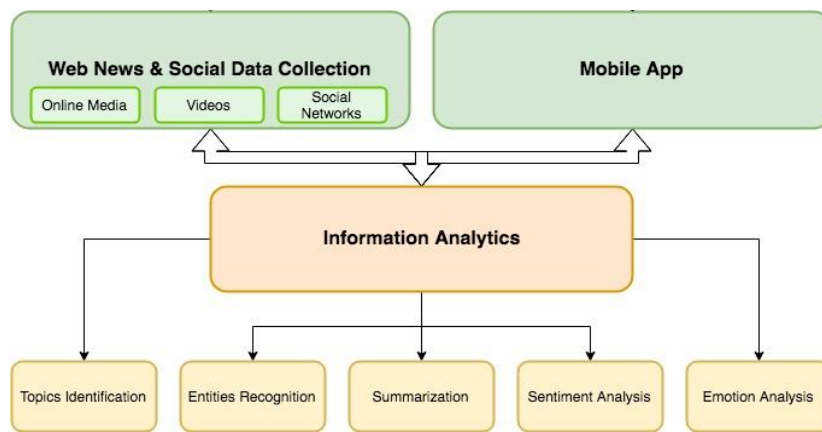 Web News & Social Data Collection
Mobile App
Online Media
Videos
Social
Networks
Information Analytics
Topics Identification
Entities Recognition
Summarization
Sentiment Analysis
Emotion Analysis